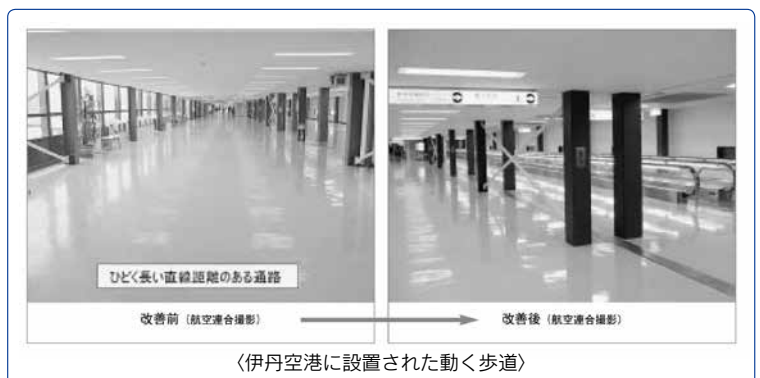 ひどく長い直線距離のある通路
改善前（航空連合撮影）
改善後（航空連合撮影）
〈伊丹空港に設置された動く歩道〉